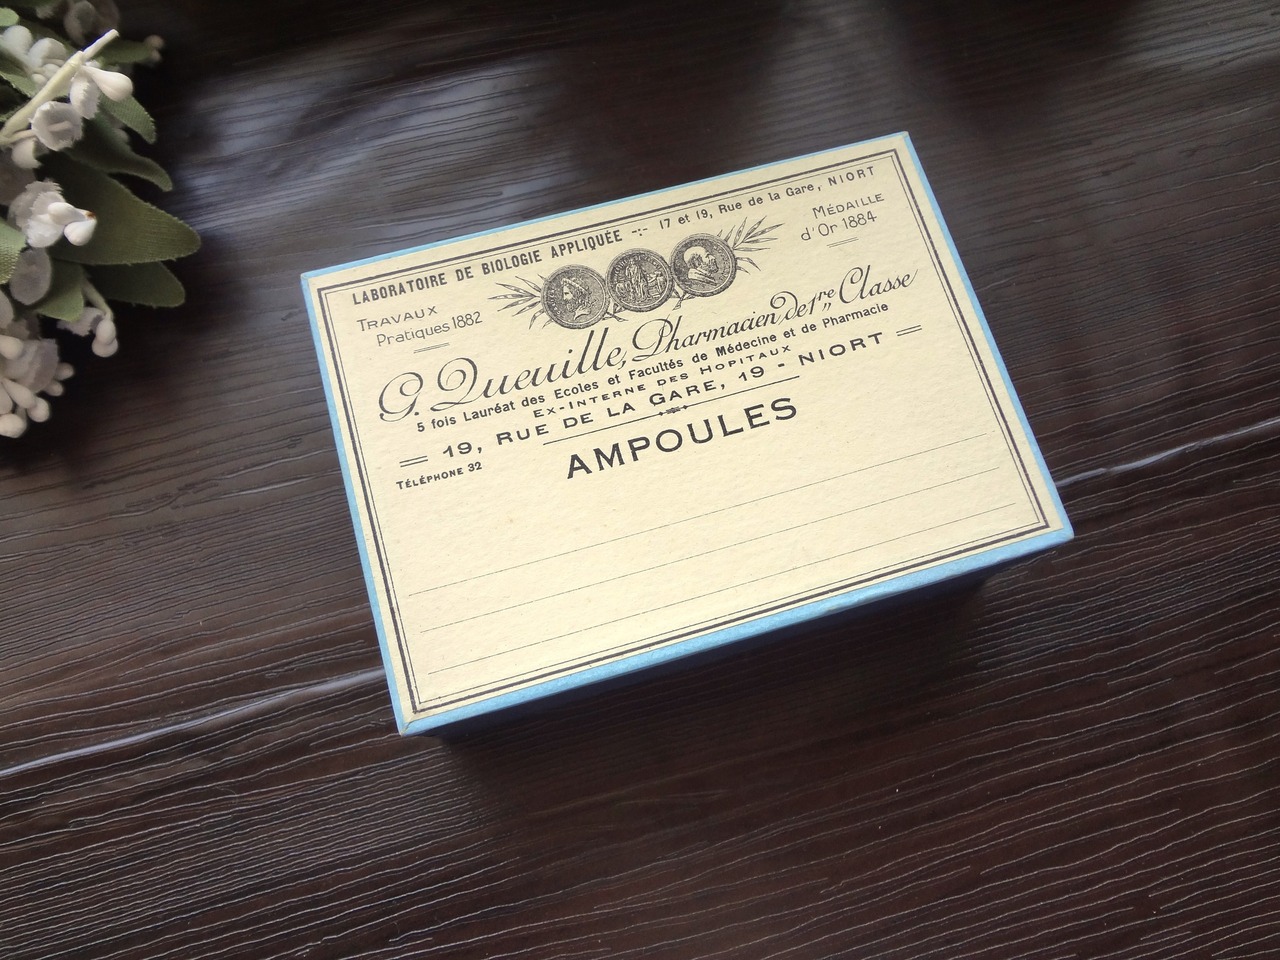 LABORATOIRE DE BIOLOGIE APPLIQUÉE -:- 17 et 19, Rue de la Gare, NIORT
TRAVAUX
Pratiques 1882
MÉDAILLE
d'Or 1884
G. Queuille, Pharmacien de 1re Classe
5 fois Lauréat des Ecoles et Facultés de Médecine et de Pharmacie
EX-INTERNE DES HOPITAUX
19, RUE DE LA GARE, 19 - NIORT
TÉLÉPHONE 32
AMPOULES